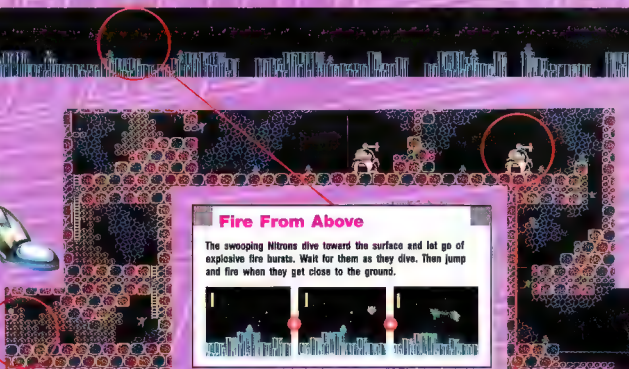 Fire From Above
The swooping Nitrons dive toward the surface and let go of
explosive fire bursts. Wait for them as they dive. Then jump
and fire when they get close to the ground.